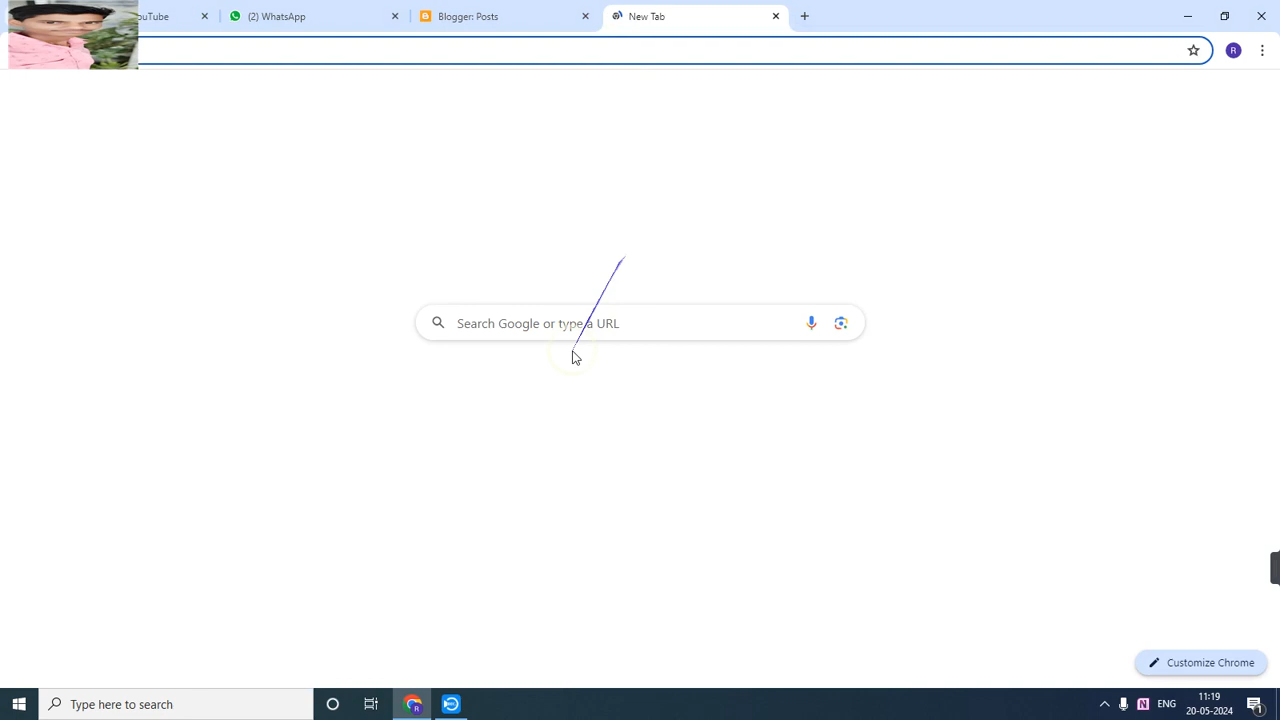 ouTube
(2) WhatsApp
Blogger: Posts
New Tab
R
Search Google or type a URL
Customize Chrome
Type here to search
R
N
ENG
11:19
20-05-2024
1